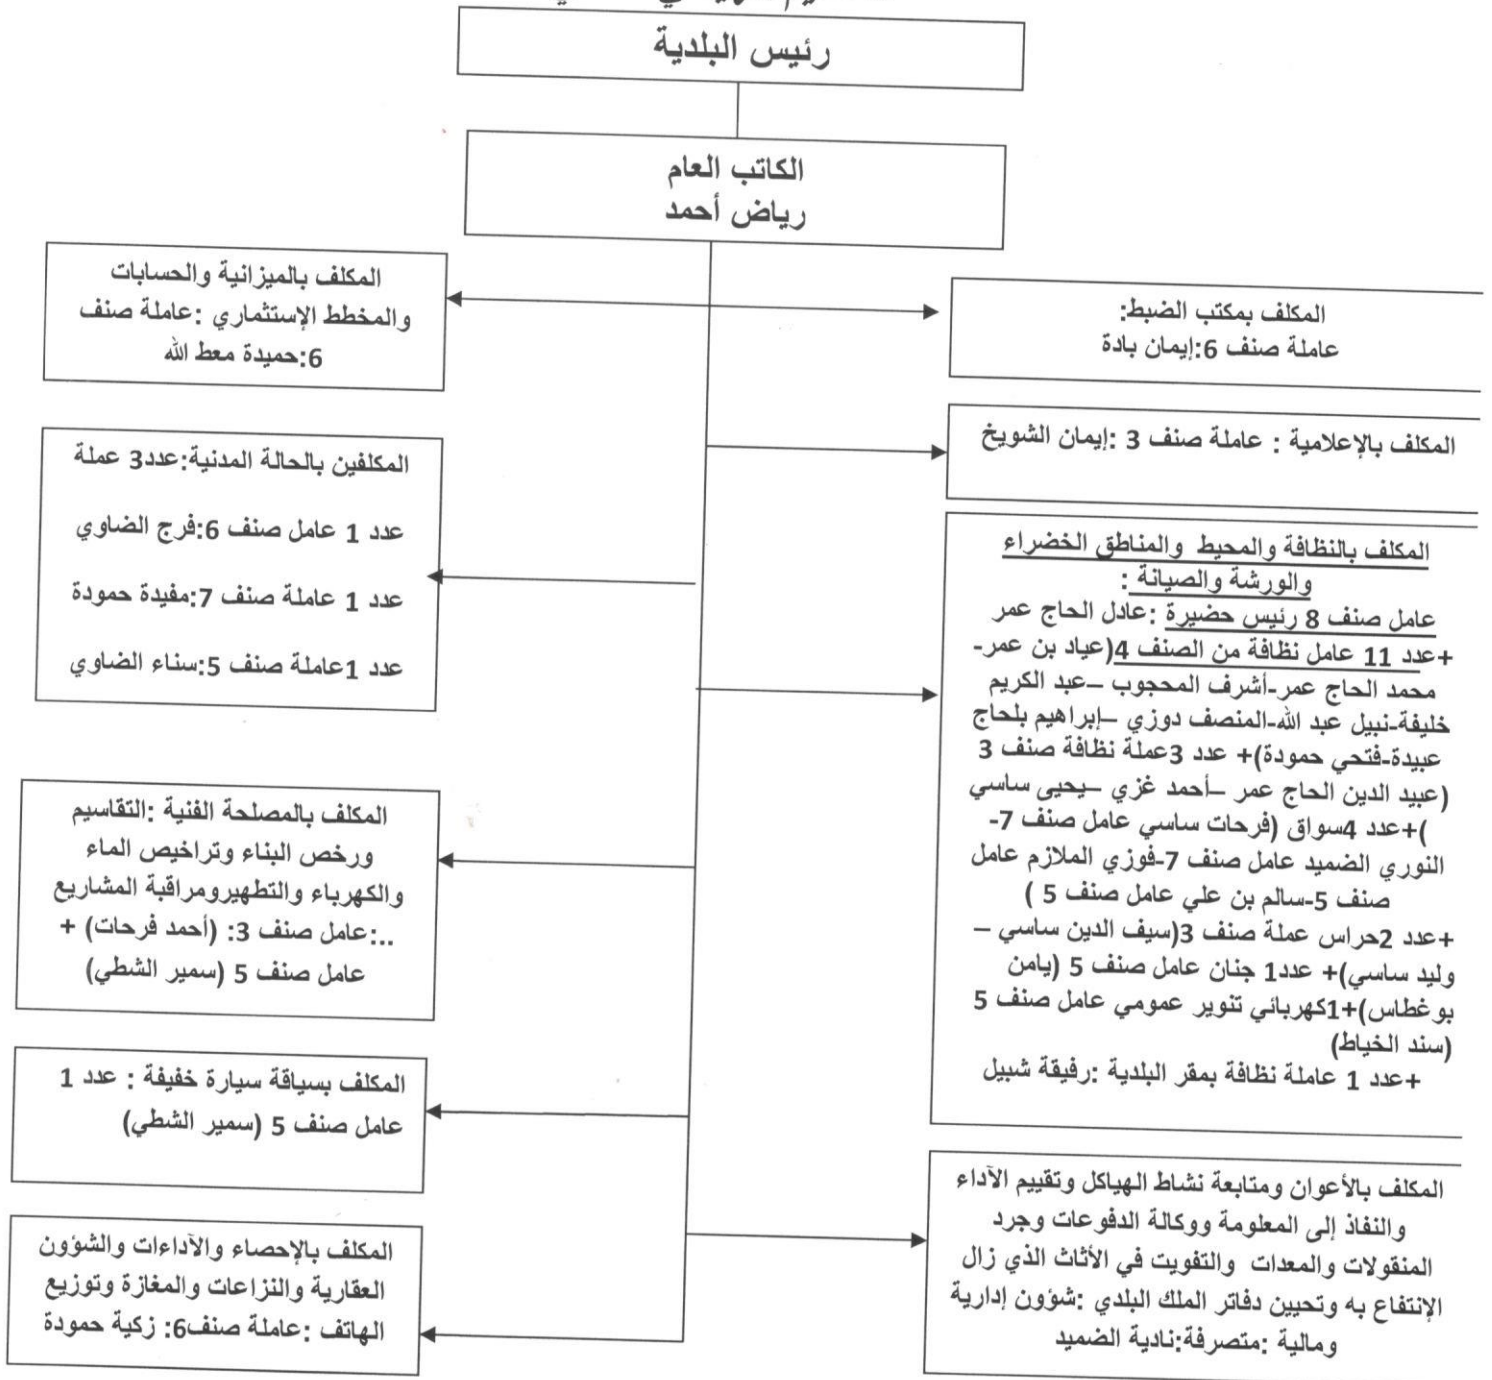 رئيس البلدية
الكاتب العام
رياض أحمد
المكلف بمكتب الضبط:
عاملة صنف 6:إيمان بادة
المكلف بالميزانية والحسابات
والمخطط الإستثماري :عاملة صنف
6:حميدة معط الله
المكلف بالإعلامية : عاملة صنف 3 :إيمان الشويخ
المكلفين بالحالة المدنية:عدد3 عملة
عدد 1 عامل صنف 6:فرج الضاوي
عدد 1 عاملة صنف 7:مفيدة حمودة
عدد 1عاملة صنف 5:سناء الضاوي
المكلف بالنظافة والمحيط والمناطق الخضراء
والورشة والصيانة :
عامل صنف 8 رئيس حضيرة :عادل الحاج عمر
+عدد 11 عامل نظافة من الصنف 4(عياد بن عمر-
محمد الحاج عمر-أشرف المحجوب –عبد الكريم
خليفة-نبيل عبد الله-المنصف دوزي –إبراهيم بلحاج
عبيدة-فتحي حمودة)+ عدد 3عملة نظافة صنف 3
(عبيد الدين الحاج عمر –أحمد غزي –يحيى ساسي
)+عدد 4سواق (فرحات ساسي عامل صنف 7-
النوري الضميد عامل صنف 7-فوزي الملازم عامل
صنف 5-سالم بن علي عامل صنف 5 )
+عدد 2حراس عملة صنف 3(سيف الدين ساسي –
وليد ساسي)+ عدد1 جنان عامل صنف 5 (يامن
بوغطاس)+1كهربائي تنوير عمومي عامل صنف 5
(سند الخياط)
+عدد 1 عاملة نظافة بمقر البلدية :رفيقة شبيل
المكلف بالمصلحة الفنية :التقاسيم
ورخص البناء وتراخيص الماء
والكهرباء والتطهيرومراقبة المشاريع
..:عامل صنف 3: (أحمد فرحات) +
عامل صنف 5 (سمير الشطي)
المكلف بسياقة سيارة خفيفة : عدد 1
عامل صنف 5 (سمير الشطي)
المكلف بالأعوان ومتابعة نشاط الهياكل وتقييم الآداء
والنفاذ إلى المعلومة ووكالة الدفوعات وجرد
المنقولات والمعدات والتفويت في الأثاث الذي زال
الإنتفاع به وتحيين دفاتر الملك البلدي :شؤون إدارية
ومالية :متصرفة:نادية الضميد
المكلف بالإحصاء والآداءات والشؤون
العقارية والنزاعات والمغازة وتوزيع
الهاتف :عاملة صنف6: زكية حمودة